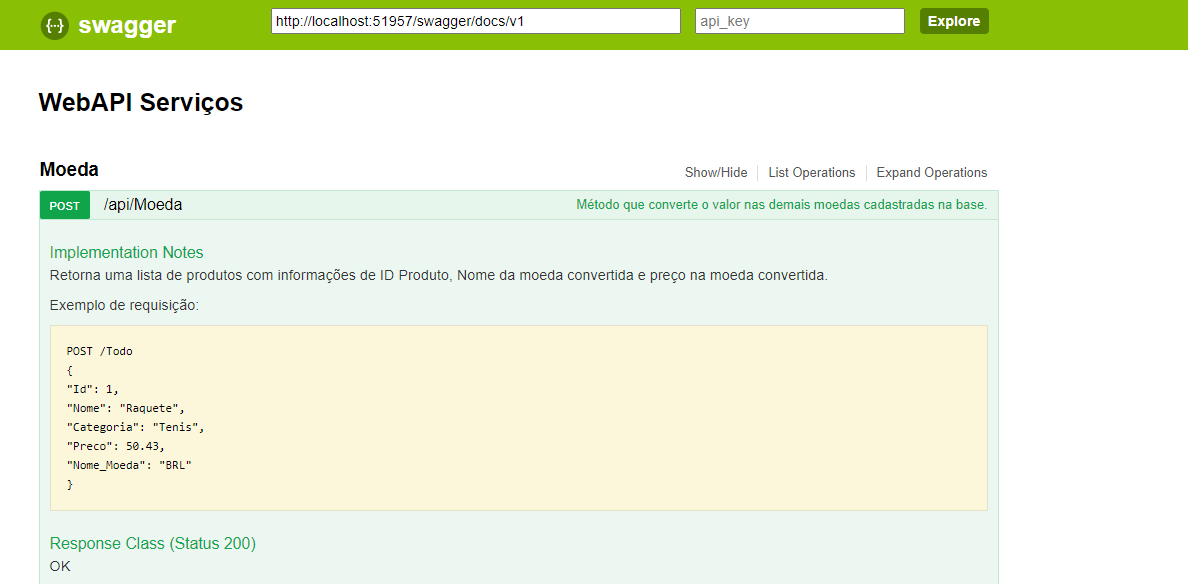 swagger
http://localhost:51957/swagger/docs/v1
api_key
Explore
WebAPI Serviços
Moeda
Show/Hide
List Operations
Expand Operations
POST
/api/Moeda
Método que converte o valor nas demais moedas cadastradas na base.
Implementation Notes
Retorna uma lista de produtos com informações de ID Produto, Nome da moeda convertida e preço na moeda convertida.
Exemplo de requisição:
POST /Todo
{
"Id": 1,
"Nome": "Raquete",
"Categoria": "Tenis",
"Preco": 50.43,
"Nome_Moeda": "BRL"
}
Response Class (Status 200)
OK